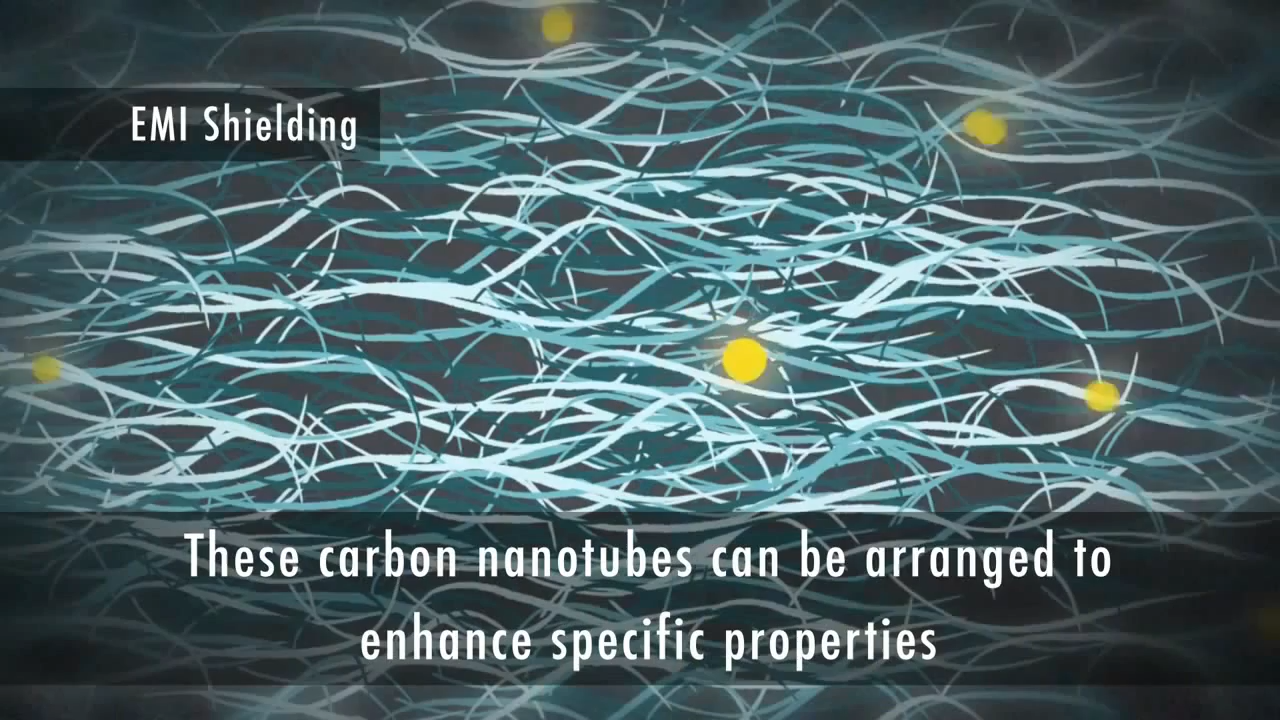 EMI Shielding
These carbon nanotubes can be arranged to
enhance specific properties